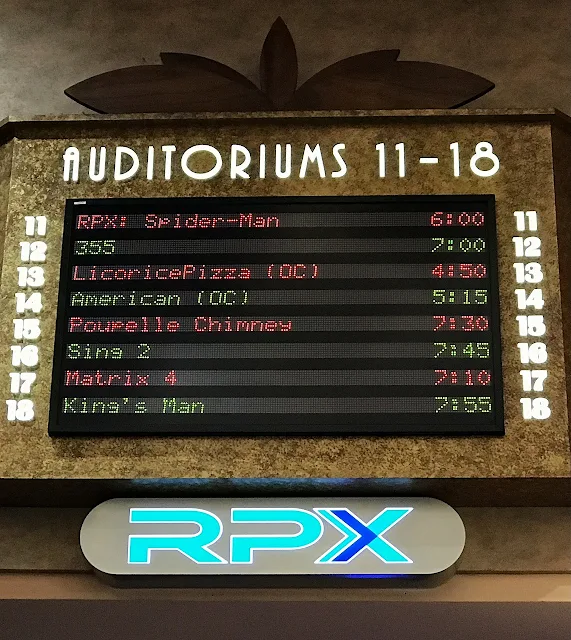 AUDITORIUMS 11-18
11 RPX: Spider-Man 6:00 11
12 355 7:00 12
13 LicoricePizza (OC) 4:50 13
14 American (OC) 5:15 14
15 Poupelle Chimney 7:30 15
16 Sing 2 7:45 16
17 Matrix 4 7:10 17
18 King's Man 7:55 18
RPX